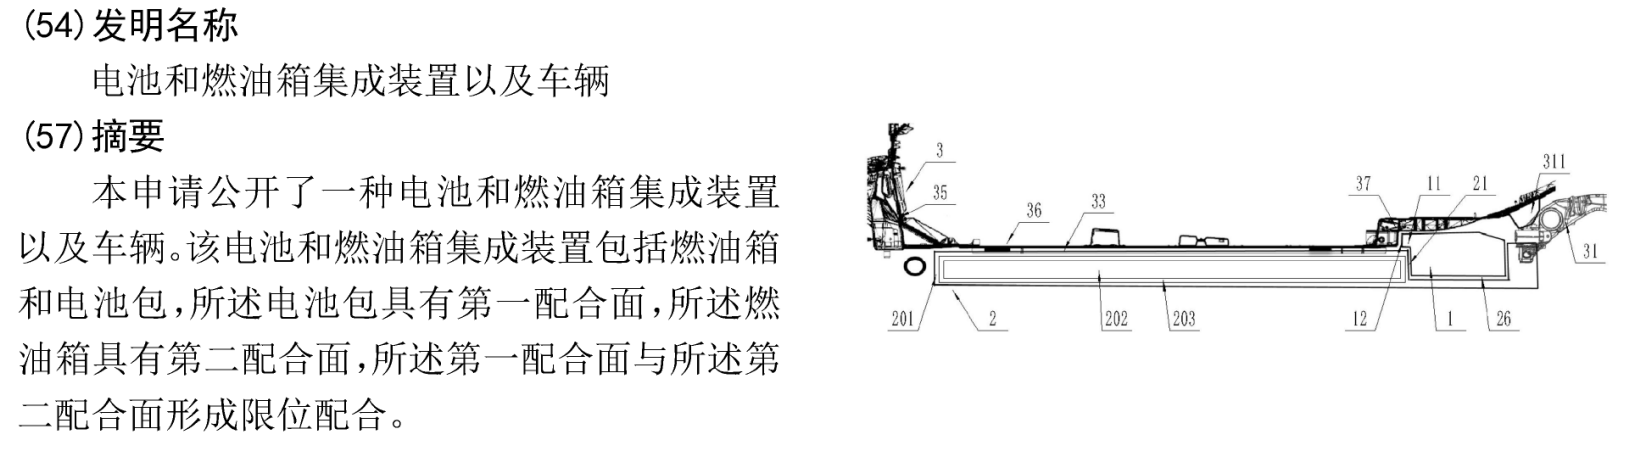 (54)发明名称
电池和燃油箱集成装置以及车辆
(57)摘要
本申请公开了一种电池和燃油箱集成装置
以及车辆。该电池和燃油箱集成装置包括燃油箱
和电池包,所述电池包具有第一配合面,所述燃
油箱具有第二配合面,所述第一配合面与所述第
二配合面形成限位配合。
3
311
35
36
33
37
11
21
31
201
2
202
203
12
1
26